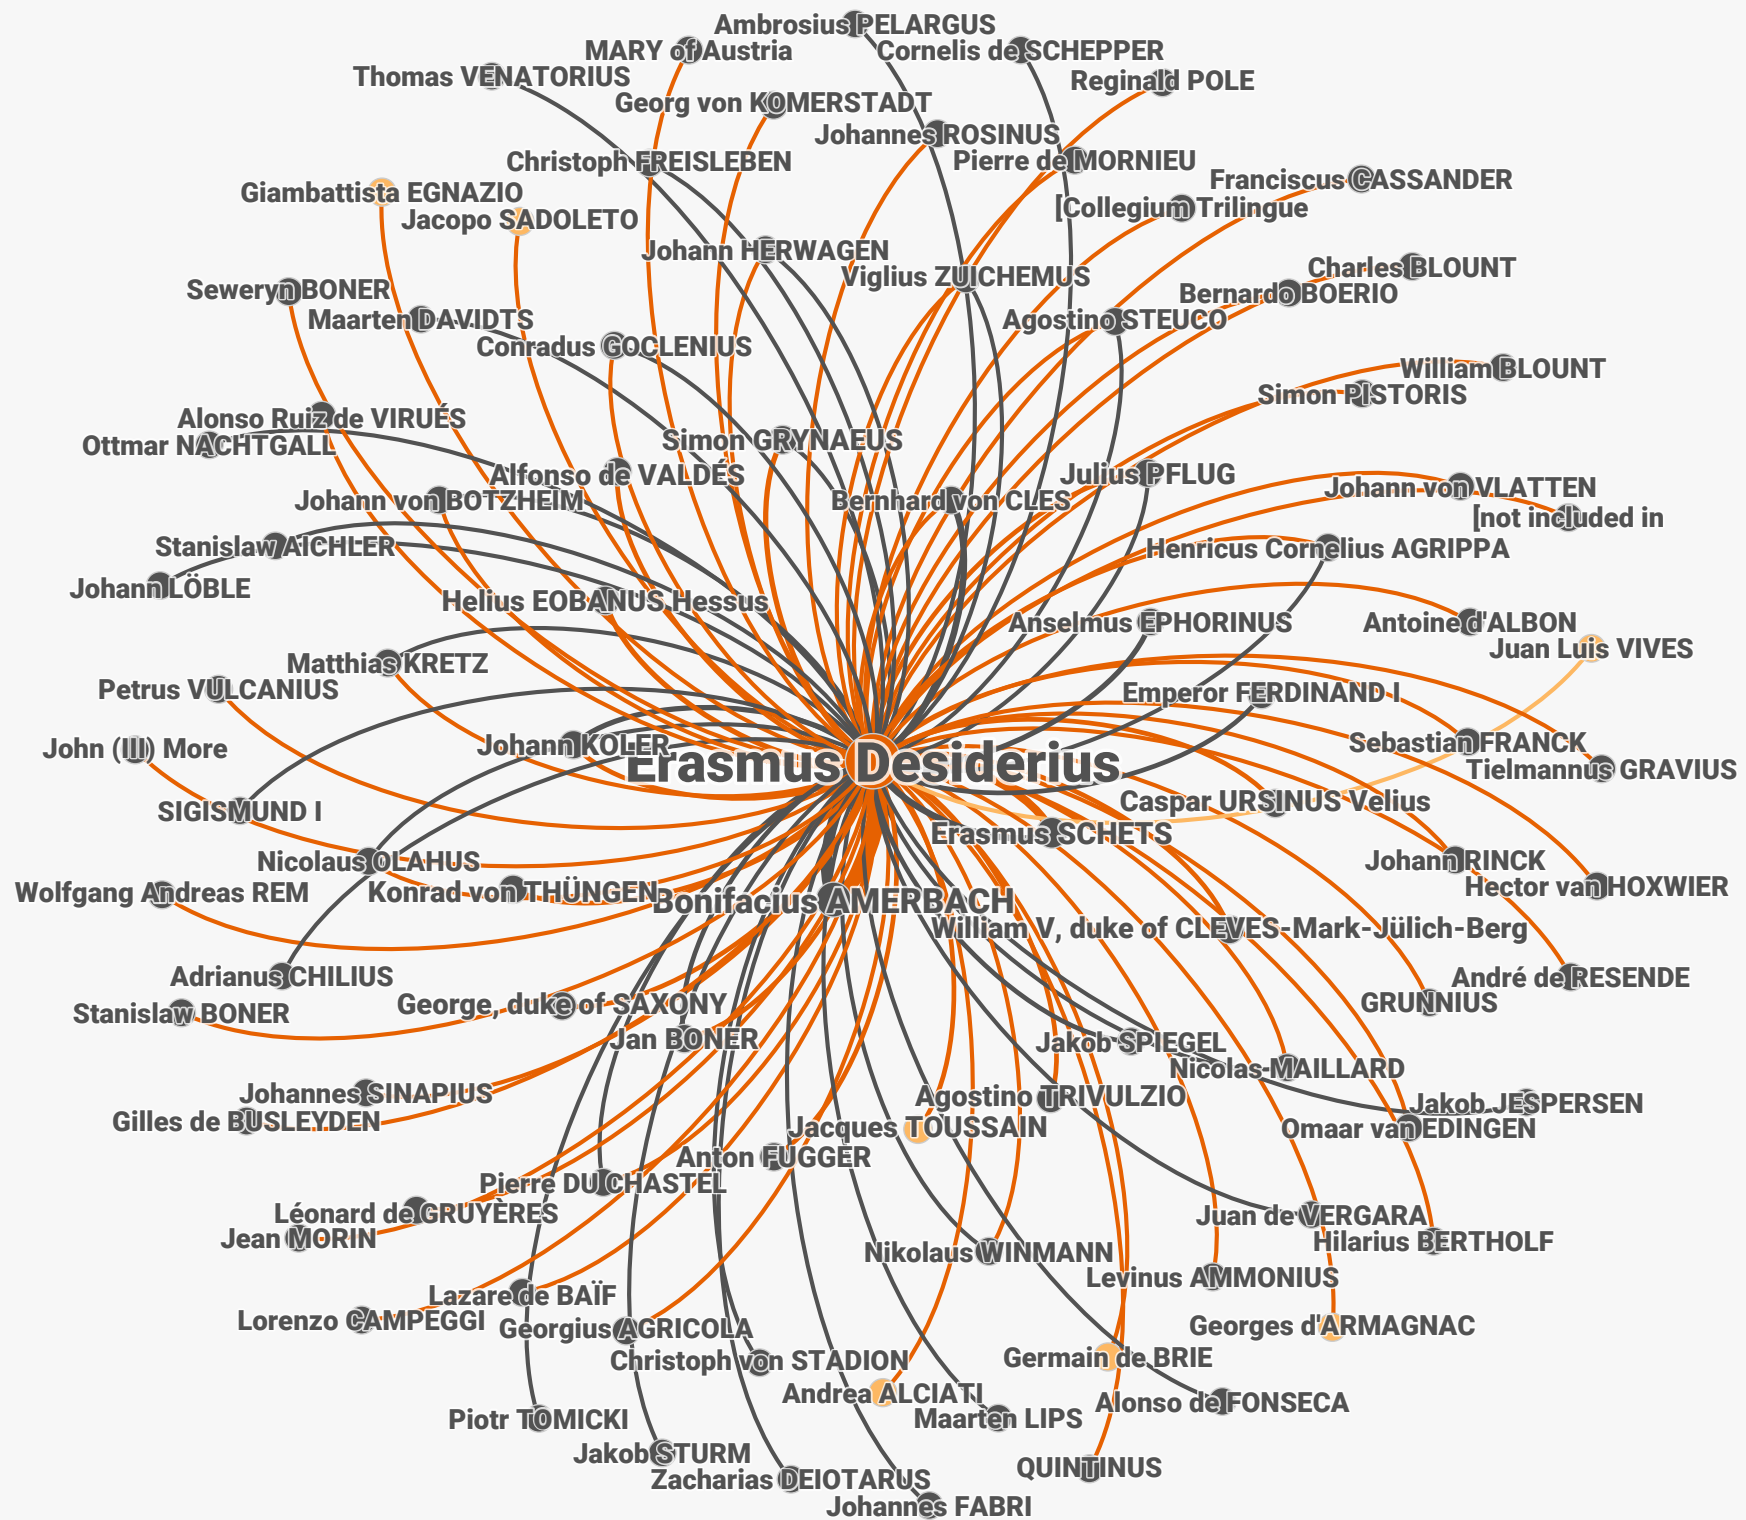 Ambrosius PELARGUS
MARY of Austria
Cornelis de SCHEPPER
Thomas VENATORIUS
Reginald POLE
Georg von KOMERSTADT
Johannes ROSINUS
Christoph FREISLEBEN
Pierre de MORNIEU
Franciscus CASSANDER
Giambattista EGNAZIO
[Collegium Trilingue
Jacopo SADOLETO
Johann HERWAGEN
Charles BLOUNT
Viglius ZUICHEMUS
Seweryn BONER
Bernardo BOERIO
Maarten DAVIDTS
Agostino STEUCO
Conradus GOCLENIUS
William BLOUNT
Simon PISTORIS
Alonso Ruiz de VIRUÉS
Simon GRYNAEUS
Ottmar NACHTGALL
Alfonso de VALDÉS
Julius PFLUG
Johann von VLATTEN
Johann von BOTZHEIM
Bernhard von CLES
[not included in
Stanislaw AICHLER
Henricus Cornelius AGRIPPA
Johann LÖBLE
Helius EOBANUS Hessus
Anselmus EPHORINUS
Antoine d'ALBON
Juan Luis VIVES
Matthias KRETZ
Petrus VULCANIUS
Emperor FERDINAND I
John (III) More
Johann KOLER
Sebastian FRANCK
Erasmus Desiderius
Tielmannus GRAVIUS
SIGISMUND I
Caspar URSINUS Velius
Erasmus SCHETS
Nicolaus OLAHUS
Johann RINCK
Wolfgang Andreas REM
Konrad von THÜNGEN
Hector van HOXWIER
Bonifacius AMERBACH
William V, duke of CLEVES-Mark-Jülich-Berg
Adrianus CHILIUS
André de RESENDE
George, duke of SAXONY
GRUNNIUS
Stanislaw BONER
Jan BONER
Jakob SPIEGEL
Nicolas MAILLARD
Johannes SINAPIUS
Agostino TRIVULZIO
Jakob JESPERSEN
Gilles de BUSLEYDEN
Jacques TOUSSAIN
Omaar van EDINGEN
Anton FUGGER
Pierre DU CHASTEL
Léonard de GRUYÈRES
Juan de VERGARA
Jean MORIN
Hilarius BERTHOLF
Nikolaus WINMANN
Levinus AMMONIUS
Lazare de BAÏF
Lorenzo CAMPEGGI
Georgius AGRICOLA
Georges d'ARMAGNAC
Christoph von STADION
Germain de BRIE
Andrea ALCIATI
Alonso de FONSECA
Piotr TOMICKI
Maarten LIPS
Jakob STURM
QUINTINUS
Zacharias DEIOTARUS
Johannes FABRI